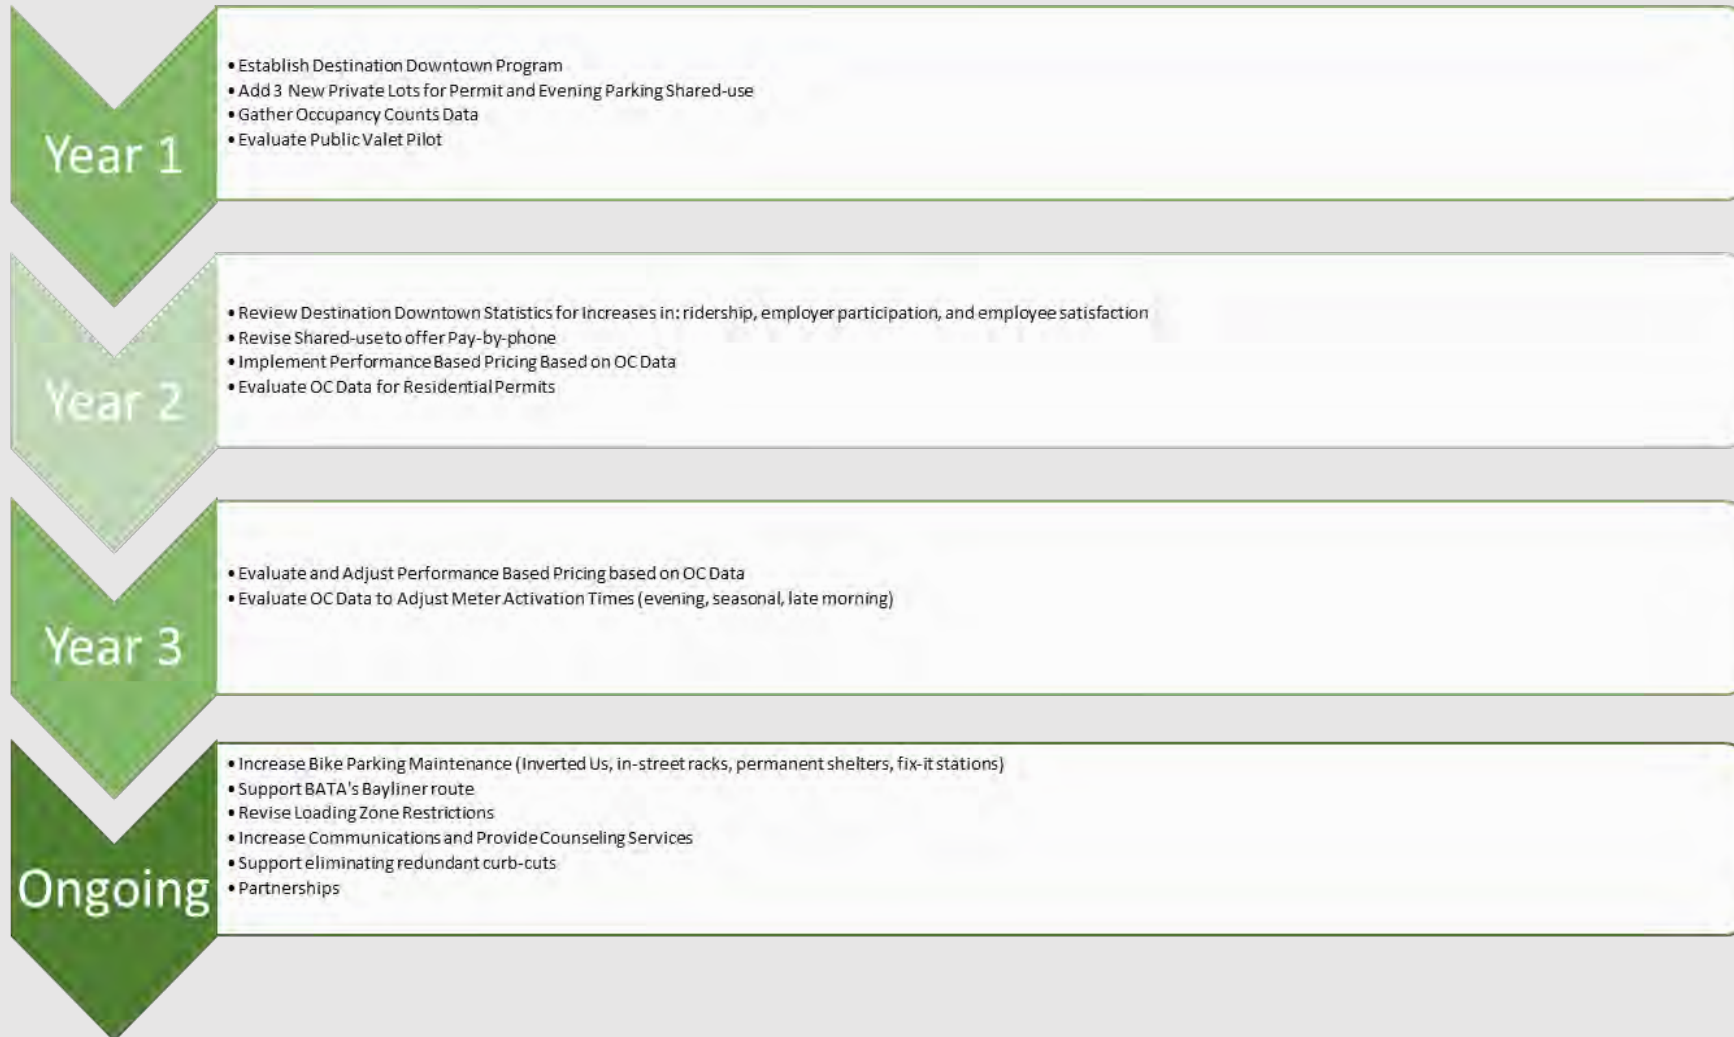 Year 1
• Establish Destination Downtown Program
• Add 3 New Private Lots for Permit and Evening Parking Shared-use
• Gather Occupancy Counts Data
• Evaluate Public Valet Pilot
Year 2
• Review Destination Downtown Statistics for Increases in: ridership, employer participation, and employee satisfaction
• Revise Shared-use to offer Pay-by-phone
• Implement Performance Based Pricing Based on OC Data
• Evaluate OC Data for Residential Permits
Year 3
• Evaluate and Adjust Performance Based Pricing based on OC Data
• Evaluate OC Data to Adjust Meter Activation Times (evening, seasonal, late morning)
Ongoing
• Increase Bike Parking Maintenance (Inverted Us, in-street racks, permanent shelters, fix-it stations)
• Support BATA's Bayliner route
• Revise Loading Zone Restrictions
• Increase Communications and Provide Counseling Services
• Support eliminating redundant curb-cuts
• Partnerships